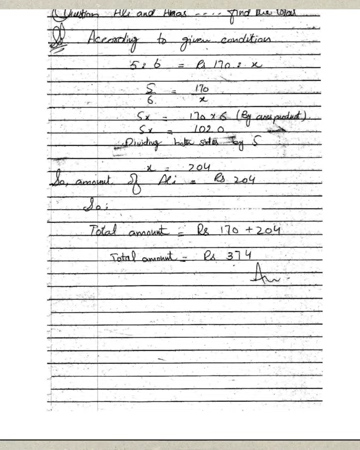 Question Ali and ..... find the total
According to given condition
5 : 6 = Rs 170 : x
5/6 = 170/x
5x = 170 x 6 (By cross product)
5x = 1020
Dividing both sides by 5
x = 204
So, amount of Ali = Rs 204
So:
Total amount = Rs 170 + 204
Total amount = Rs 374